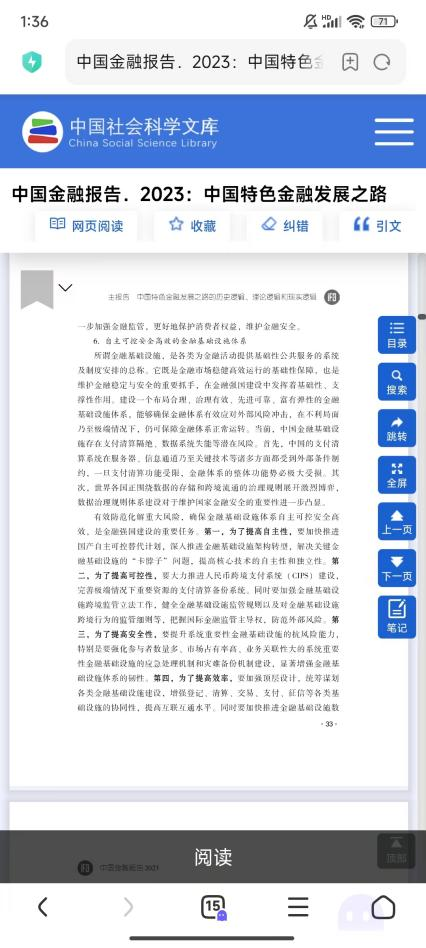 1:36
HD
71
中国金融报告．2023：中国特色金
中国社会科学文库
China Social Science Library
中国金融报告．2023：中国特色金融发展之路
网页阅读
收藏
纠错
引文
主报告 中国特色金融发展之路的历史逻辑、理论逻辑和现实逻辑
一步加强金融监管，更好地保护消费者权益，维护金融安全。
6. 自主可控安全高效的金融基础设施体系
所谓金融基础设施，是各类为金融活动提供基础性公共服务的系统
及制度安排的总称。它既是金融市场稳健高效运行的基础性保障，也是
维护金融稳定与安全的重要抓手，在金融强国建设中发挥着基础性、支
撑性作用。建设一个布局合理、治理有效、先进可靠、富有弹性的金融
基础设施体系，能够确保金融体系有效应对外部风险冲击，在不利局面
乃至极端情况下，仍可保障金融体系正常运转。当前，中国金融基础设
施存在支付清算隔绝、数据系统失能等潜在风险。首先，中国的支付清
算系统在服务器、信息通道乃至关键技术等诸多方面都受到外部条件制
约，一旦支付清算功能受限，金融体系的整体功能势必极大受损。其
次，世界各国正围绕数据的存储和跨境流通的治理规则展开激烈博弈，
数据治理规则体系建设对于维护国家金融安全的重要性进一步凸显。
有效防范化解重大风险，确保金融基础设施体系自主可控安全高
效，是金融强国建设的重要任务。第一，为了提高自主性，要加快推进
国产自主可控替代计划，深入推进金融基础设施架构转型，解决关键金
融基础设施的“卡脖子”问题，提高核心技术的自主性和独立性。第
二，为了提高可控性，要大力推进人民币跨境支付系统（CIPS）建设，
完善极端情况下重要资源的支付清算备份系统。同时要加强金融基础设
施跨境监管立法工作，健全金融基础设施监管规则以及对金融基础设施
跨境行为的监管细则等，把握国际金融监管主导权，防范外部风险。第
三，为了提高安全性，要提升系统重要性金融基础设施的抗风险能力，
特别是要强化参与者数量多、市场占有率高、业务关联性大的系统重要
性金融基础设施的应急处理机制和灾难备份机制建设，显著增强金融基
础设施体系的韧性。第四，为了提高效率，要加强顶层设计，统筹谋划
各类金融基础设施建设，增强登记、清算、交易、支付、征信等各类基
础设施的协同性，提高互联互通水平。同时要加快推进金融基础设施数
· 33 ·
目录
搜索
跳转
全屏
上一页
下一页
笔记
顶部
中国金融报告2023
阅读
15